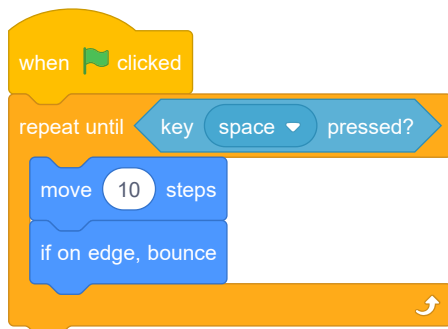 when clicked
repeat until key space pressed?
move 10 steps
if on edge, bounce